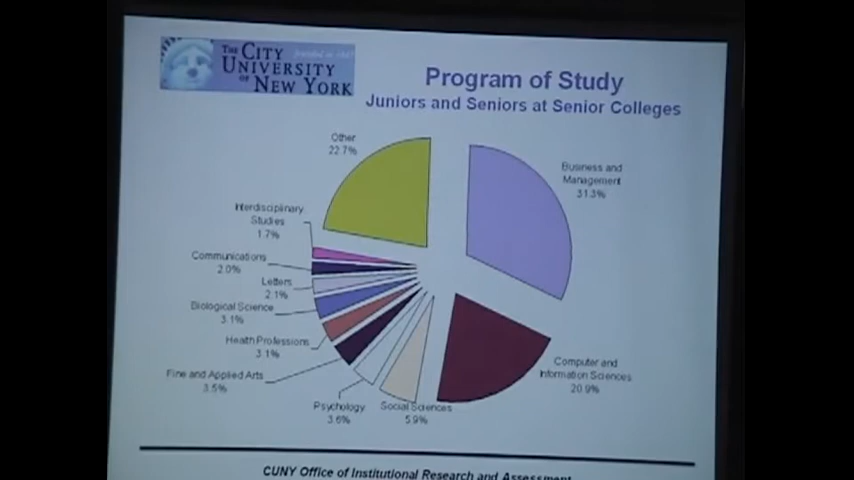 THE CITY
UNIVERSITY
OF NEW YORK
Program of Study
Juniors and Seniors at Senior Colleges
Other
22.7%
Business and
Management
31.3%
Interdisciplinary
Studies
1.7%
Communications
2.0%
Letters
2.1%
Biological Science
3.1%
Health Professions
3.1%
Fine and Applied Arts
3.5%
Psychology
3.6%
Social Sciences
5.9%
Computer and
Information Sciences
20.9%
CUNY Office of Institutional Research and Assessment